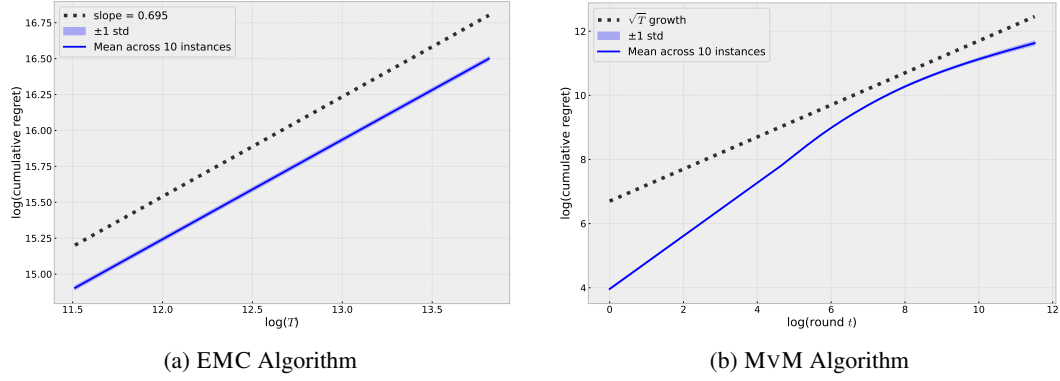 slope = 0.695
±1 std
Mean across 10 instances
log(cumulative regret)
16.75
16.50
16.25
16.00
15.75
15.50
15.25
15.00
11.5 12.0 12.5 13.0 13.5
log(T)
(a) EMC Algorithm
√T growth
±1 std
Mean across 10 instances
log(cumulative regret)
12
10
8
6
4
0 2 4 6 8 10 12
log(round t)
(b) MVM Algorithm